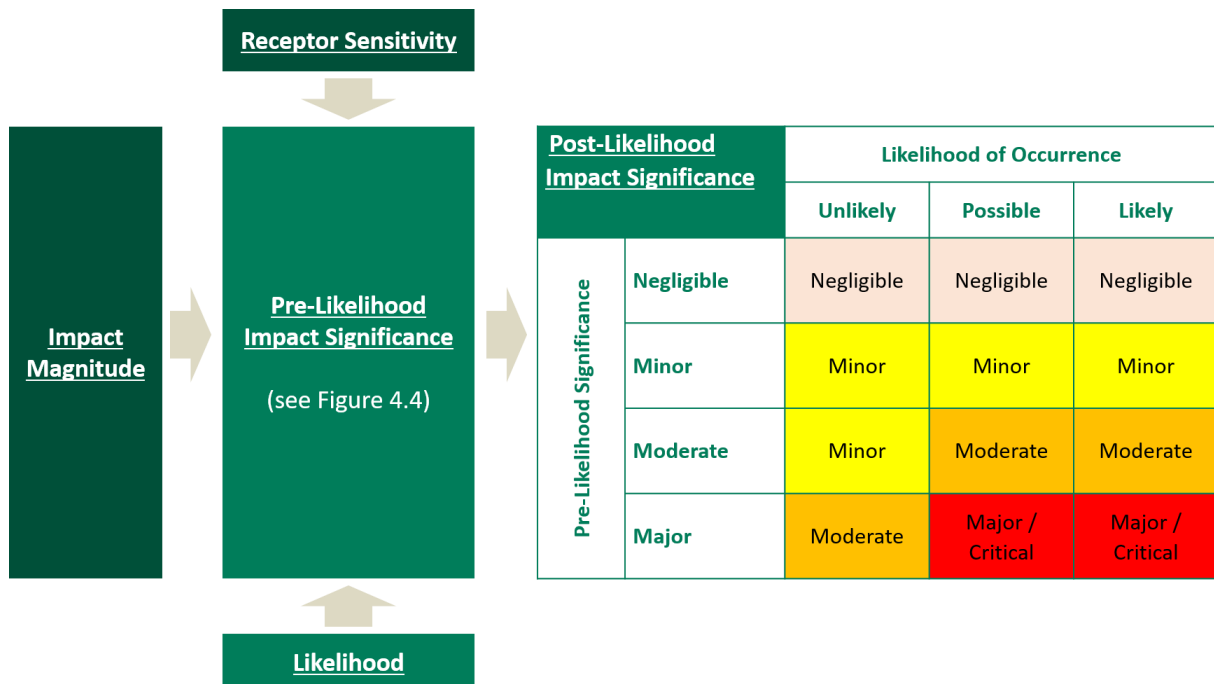 Receptor Sensitivity
Impact
Magnitude
Pre-Likelihood
Impact Significance
(see Figure 4.4)
Likelihood
Post-Likelihood
Impact Significance
Likelihood of Occurrence
Unlikely
Possible
Likely
Pre-Likelihood Significance
Negligible
Negligible
Negligible
Negligible
Minor
Minor
Minor
Minor
Moderate
Minor
Moderate
Moderate
Major
Moderate
Major /
Critical
Major /
Critical